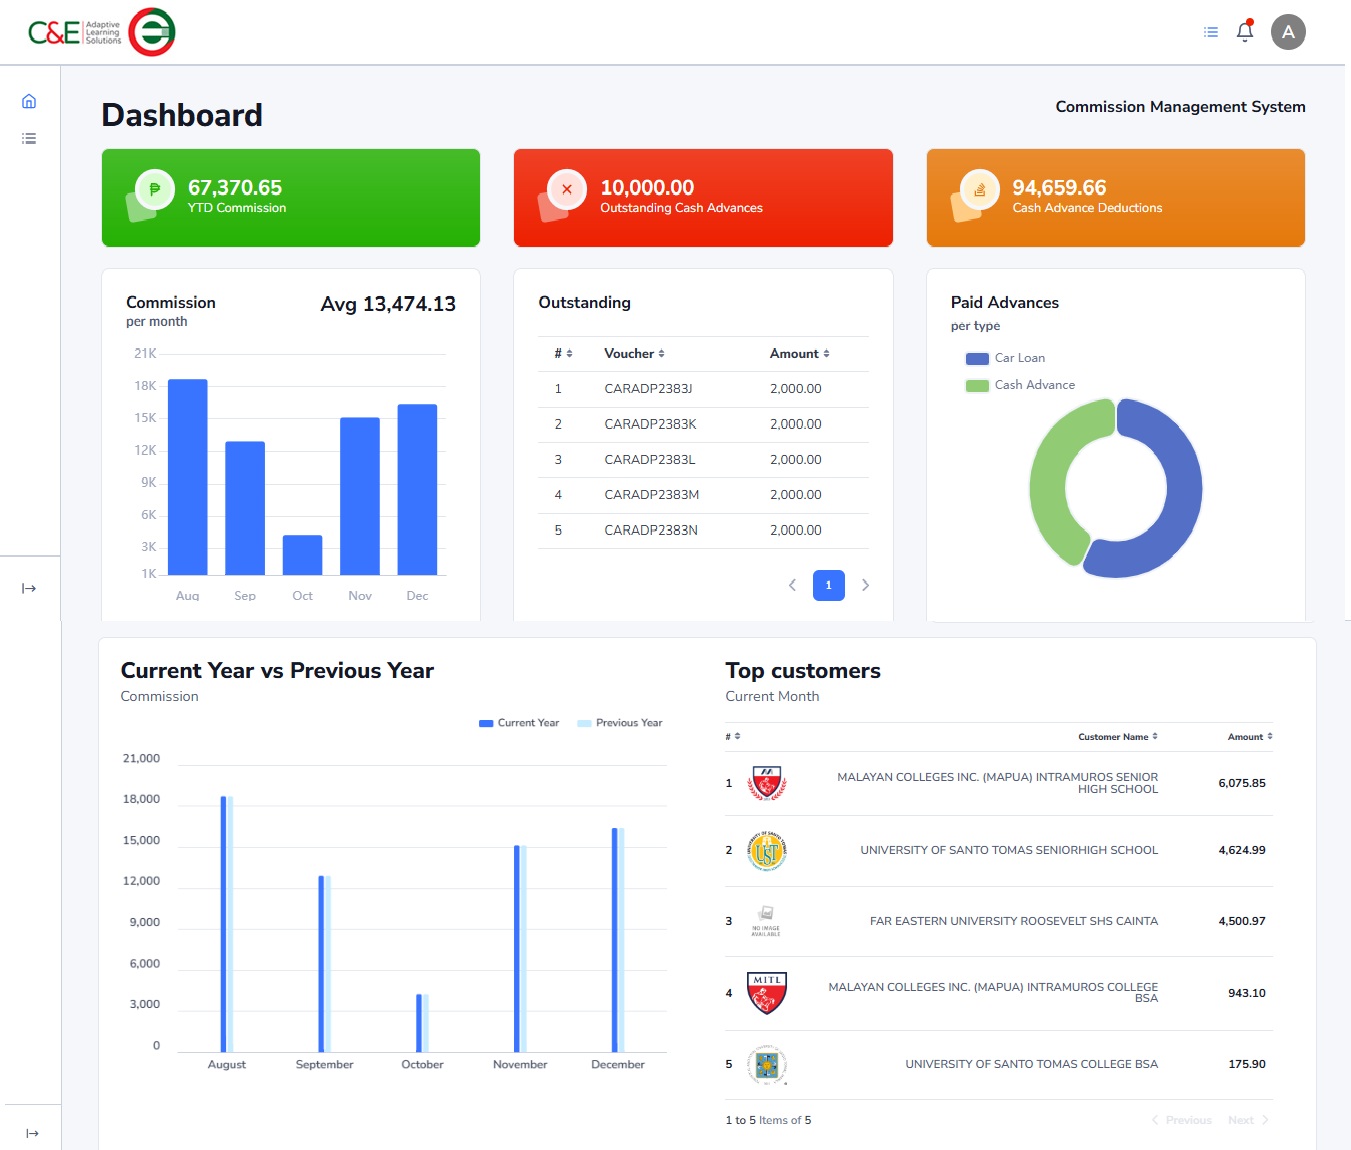 C&E Adaptive Learning Solutions
A
Dashboard
Commission Management System
67,370.65
YTD Commission
10,000.00
Outstanding Cash Advances
94,659.66
Cash Advance Deductions
Commission
Avg 13,474.13
per month
21K
18K
15K
12K
9K
6K
3K
1K
Aug Sep Oct Nov Dec
Outstanding
# Voucher Amount
1 CARADP2383J 2,000.00
2 CARADP2383K 2,000.00
3 CARADP2383L 2,000.00
4 CARADP2383M 2,000.00
5 CARADP2383N 2,000.00
1
Paid Advances
per type
Car Loan
Cash Advance
Current Year vs Previous Year
Commission
Current Year Previous Year
21,000
18,000
15,000
12,000
9,000
6,000
3,000
0
August September October November December
Top customers
Current Month
# Customer Name Amount
1 MALAYAN COLLEGES INC. (MAPUA) INTRAMUROS SENIOR 6,075.85
HIGH SCHOOL
2 UST UNIVERSITY OF SANTO TOMAS SENIORHIGH SCHOOL 4,624.99
3 FAR EASTERN UNIVERSITY ROOSEVELT SHS CAINTA 4,500.97
NO IMAGE
AVAILABLE
MITL
4 MALAYAN COLLEGES INC. (MAPUA) INTRAMUROS COLLEGE 943.10
BSA
5 UNIVERSITY OF SANTO TOMAS COLLEGE BSA 175.90
1 to 5 Items of 5
Previous Next